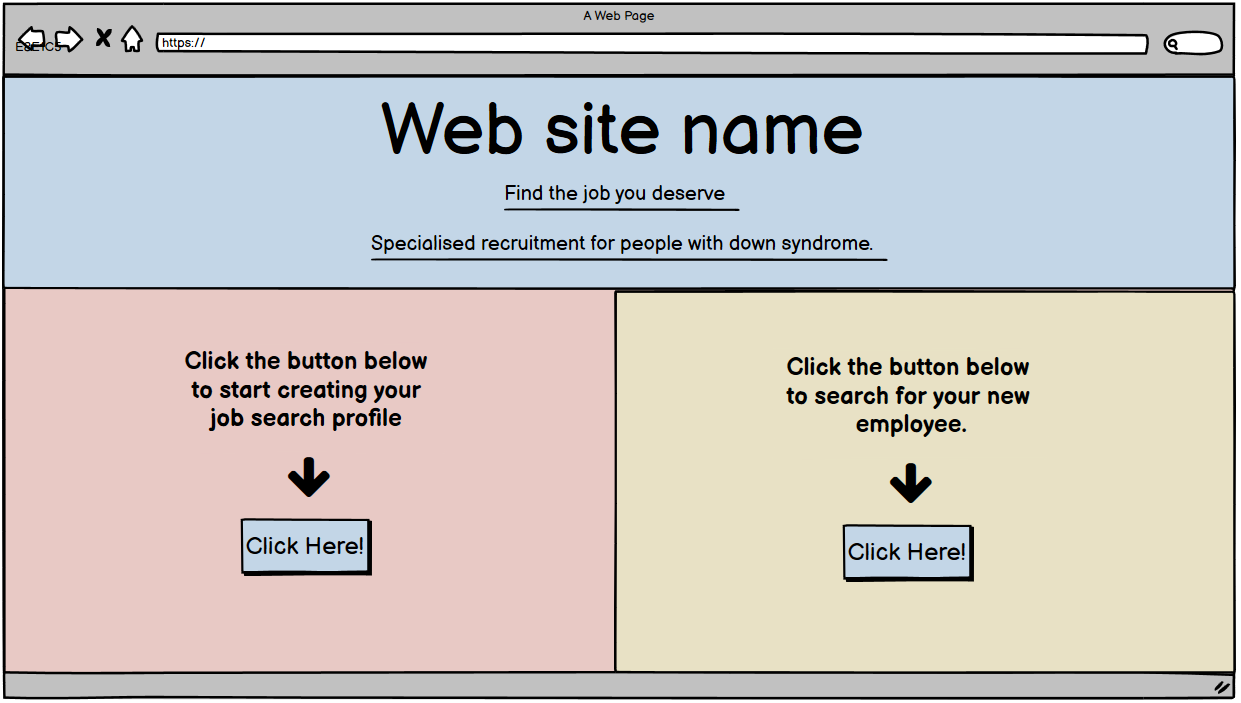 A Web Page
https://
E8E1C5
Web site name
Find the job you deserve
Specialised recruitment for people with down syndrome.
Click the button below
to start creating your
job search profile
Click Here!
Click the button below
to search for your new
employee.
Click Here!